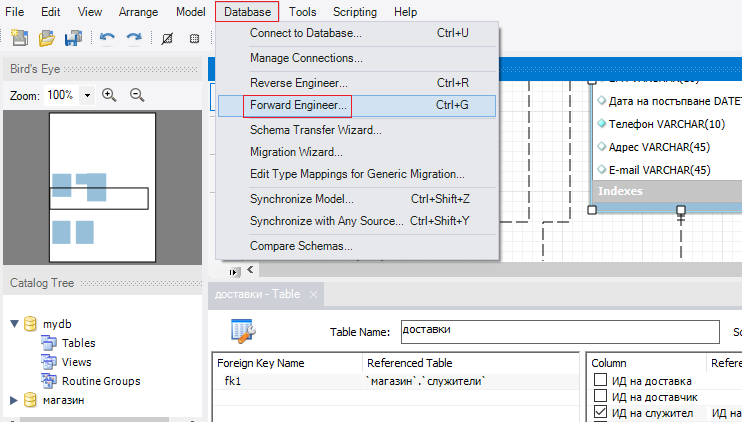 File Edit View Arrange Model Database Tools Scripting Help
Connect to Database... Ctrl+U
Manage Connections...
Reverse Engineer... Ctrl+R
Forward Engineer... Ctrl+G
Schema Transfer Wizard...
Migration Wizard...
Edit Type Mappings for Generic Migration...
Synchronize Model... Ctrl+Shift+Z
Synchronize with Any Source... Ctrl+Shift+Y
Compare Schemas...
Bird's Eye
Zoom: 100%
Дата на постъпване DATE
Телефон VARCHAR(10)
Адрес VARCHAR(45)
E-mail VARCHAR(45)
Indexes
Catalog Tree
mydb
Tables
Views
Routine Groups
магазин
доставки - Table
Table Name: доставки
Foreign Key Name Referenced Table
fk1 `магазин`.`служители`
Column Refere
ИД на доставка
ИД на доставчик
ИД на служител ИД на